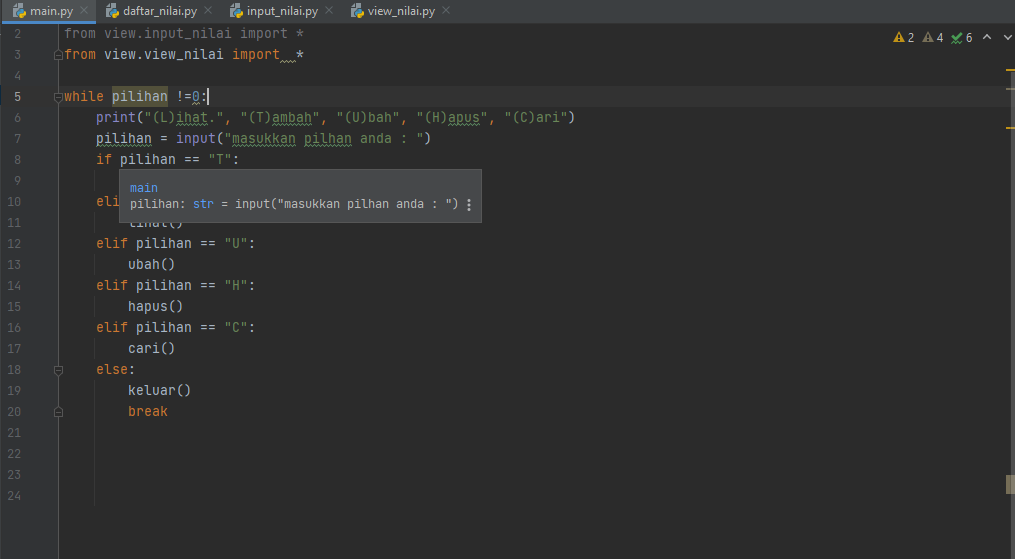 main.py daftar_nilai.py input_nilai.py view_nilai.py
2 from view.input_nilai import *
2 4 6
3 from view.view_nilai import *
4
5 while pilihan !=0:
6 print("(L)ihat.", "(T)ambah", "(U)bah", "(H)apus", "(C)ari")
7 pilihan = input("masukkan pilhan anda : ")
8 if pilihan == "T":
9 main
10 eli pilihan: str = input("masukkan pilhan anda : ")
11 lihat()
12 elif pilihan == "U":
13 ubah()
14 elif pilihan == "H":
15 hapus()
16 elif pilihan == "C":
17 cari()
18 else:
19 keluar()
20 break
21
22
23
24